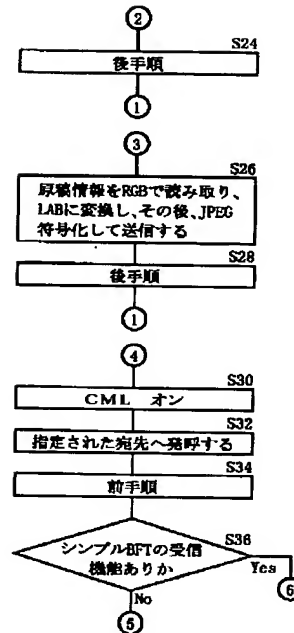 ②
S24
後手順
①
③
S26
原稿情報をRGBで読み取り、
LABに変換し、その後、JPEG
符号化して送信する
S28
後手順
①
④
S30
CML オン
S32
指定された宛先へ発呼する
S34
前手順
S36
シンプルBFTの受信
機能ありか
Yes
⑥
No
⑤